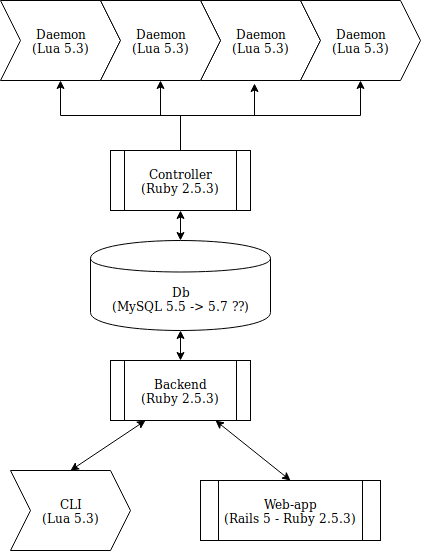 Daemon
(Lua 5.3)
Daemon
(Lua 5.3)
Daemon
(Lua 5.3)
Daemon
(Lua 5.3)
Controller
(Ruby 2.5.3)
Db
(MySQL 5.5 -> 5.7 ??)
Backend
(Ruby 2.5.3)
CLI
(Lua 5.3)
Web-app
(Rails 5 - Ruby 2.5.3)